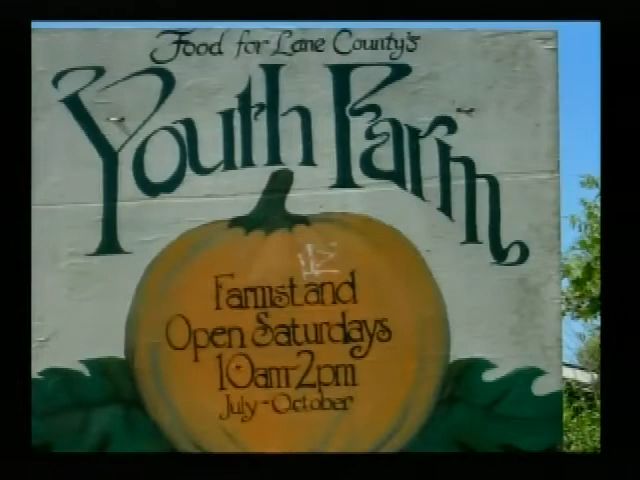 Food for Lane County's
Youth Farm
Farmstand
Open Saturdays
10am-2pm
July-October